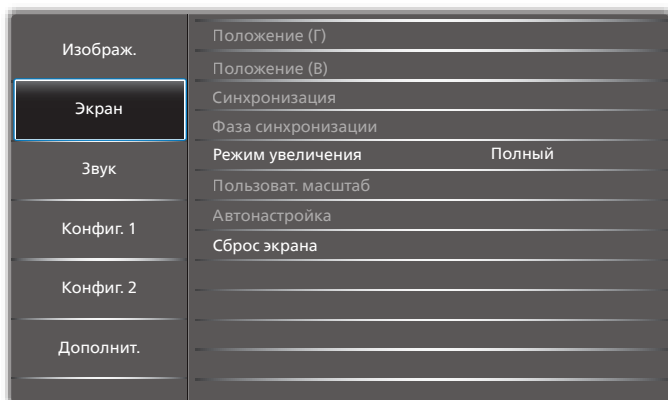 Изображ.
Экран
Звук
Конфиг. 1
Конфиг. 2
Дополнит.
Положение (Г)
Положение (В)
Синхронизация
Фаза синхронизации
Режим увеличения Полный
Пользоват. масштаб
Автонастройка
Сброс экрана